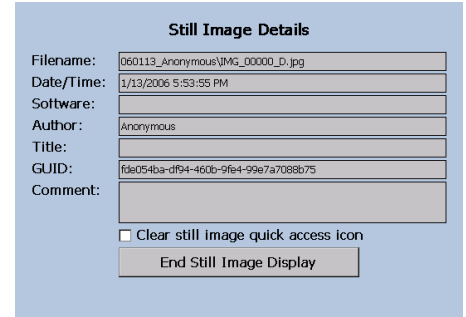 Still Image Details
Filename: 060113_Anonymous\IMG_00000_D.jpg
Date/Time: 1/13/2006 5:53:55 PM
Software:
Author: Anonymous
Title:
GUID: fde054ba-df94-460b-9fe4-99e7a7088b75
Comment:
Clear still image quick access icon
End Still Image Display